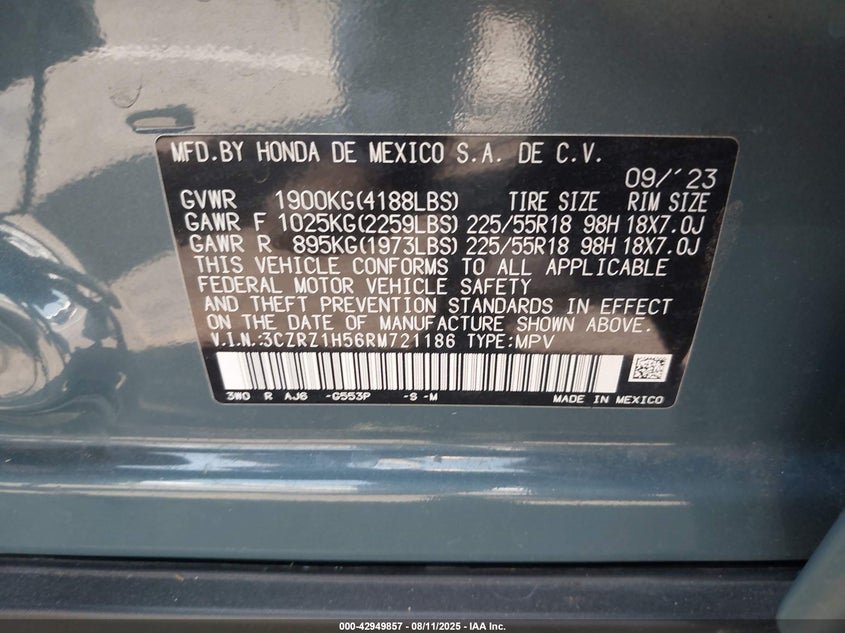 MFD.BY HONDA DE MEXICO S.A. DE C.V.
09/´23
GVWR 1900KG(4188LBS) TIRE SIZE RIM SIZE
GAWR F 1025KG(2259LBS) 225/55R18 98H 18X7.0J
GAWR R 895KG(1973LBS) 225/55R18 98H 18X7.0J
THIS VEHICLE CONFORMS TO ALL APPLICABLE
FEDERAL MOTOR VEHICLE SAFETY
AND THEFT PREVENTION STANDARDS IN EFFECT
ON THE DATE OF MANUFACTURE SHOWN ABOVE.
V.I.N.:3CZRZ1H56RM721186 TYPE:MPV
3W0 R AJ6 -G553P -S -M MADE IN MEXICO
000-42949857 - 08/11/2025 - IAA Inc.